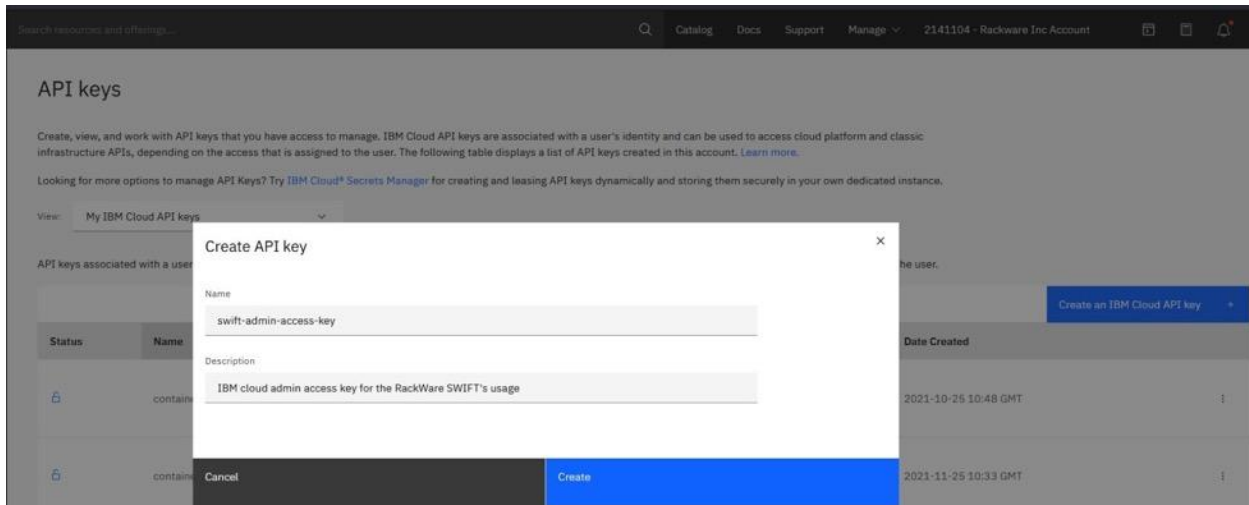 Search resources and offerings...
Catalog Docs Support Manage 2141104 - Rackware Inc Account
API keys
Create, view, and work with API keys that you have access to manage. IBM Cloud API keys are associated with a user's identity and can be used to access cloud platform and classic
infrastructure APIs, depending on the access that is assigned to the user. The following table displays a list of API keys created in this account. Learn more.
Looking for more options to manage API Keys? Try IBM Cloud® Secrets Manager for creating and leasing API keys dynamically and storing them securely in your own dedicated instance.
View: My IBM Cloud API keys
API keys associated with a user
he user.
Create API key
Name
swift-admin-access-key
Description
IBM cloud admin access key for the RackWare SWIFT's usage
Cancel Create
Create an IBM Cloud API key +
Status Name Date Created
contain 2021-10-25 10:48 GMT
contain 2021-11-25 10:33 GMT